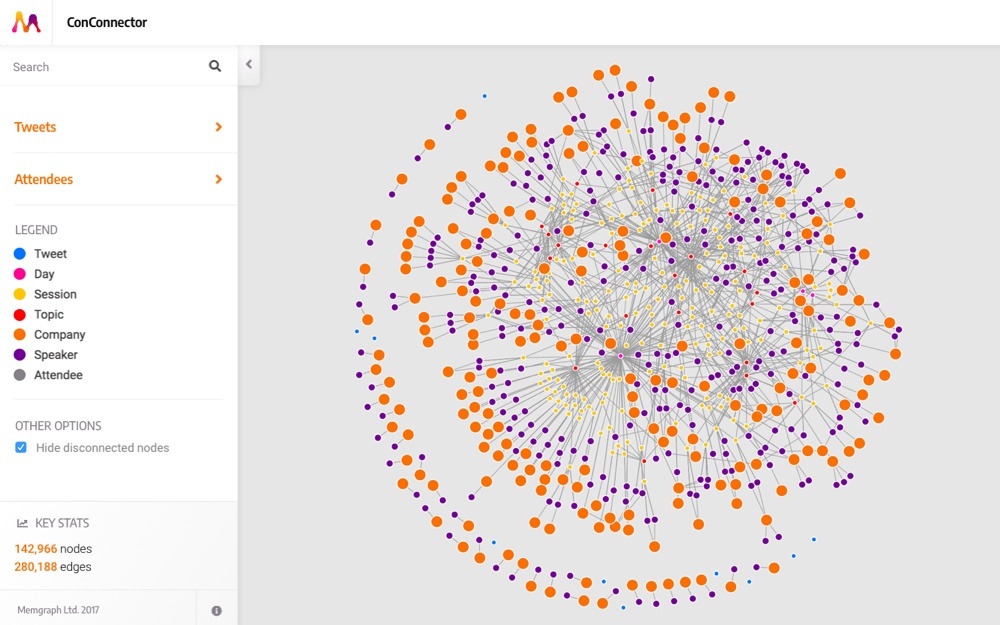 ConConnector
Search
Tweets
Attendees
LEGEND
Tweet
Day
Session
Topic
Company
Speaker
Attendee
OTHER OPTIONS
Hide disconnected nodes
KEY STATS
142,966 nodes
280,188 edges
Memgraph Ltd. 2017